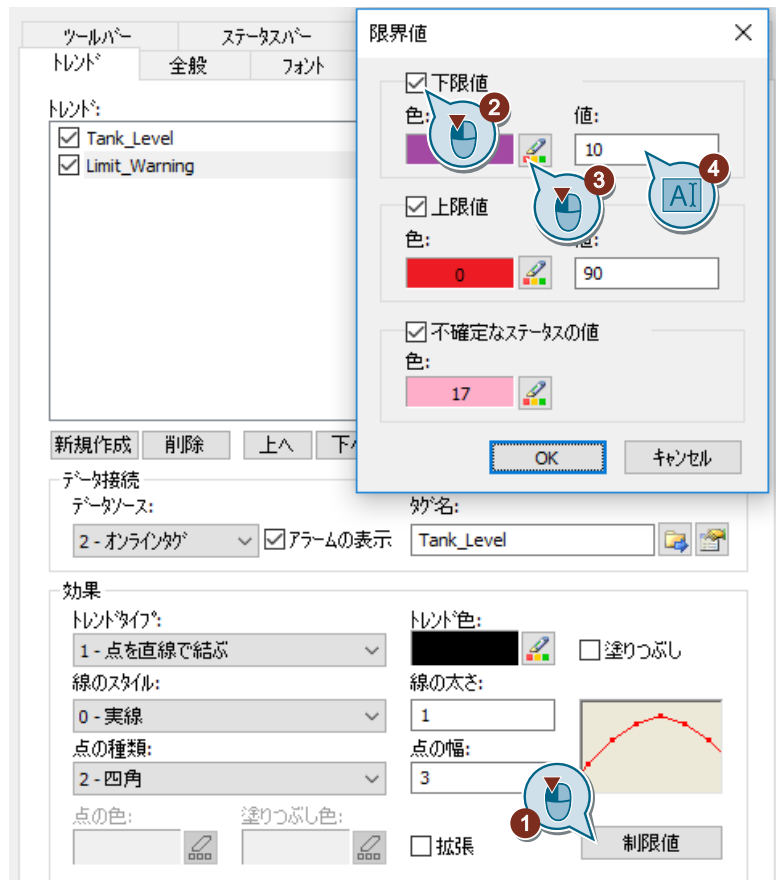 ツールバー ステータスバー
トレンド 全般 フォント
トレンド:
Tank_Level
Limit_Warning
限界値
下限値
色: 値:
10
2
3
4
A
上限値
色: 値:
0 90
不確定なステータスの値
色:
17
OK キャンセル
新規作成 削除 上へ 下へ
データ接続
データソース: タグ名:
2 - オンラインタグ アラームの表示 Tank_Level
効果
トレンドタイプ: トレンド色:
1 - 点を直線で結ぶ 塗りつぶし
線のスタイル: 線の太さ:
0 - 実線 1
点の種類: 点の幅:
2 - 四角 3
点の色: 塗りつぶし色:
1
拡張 制限値